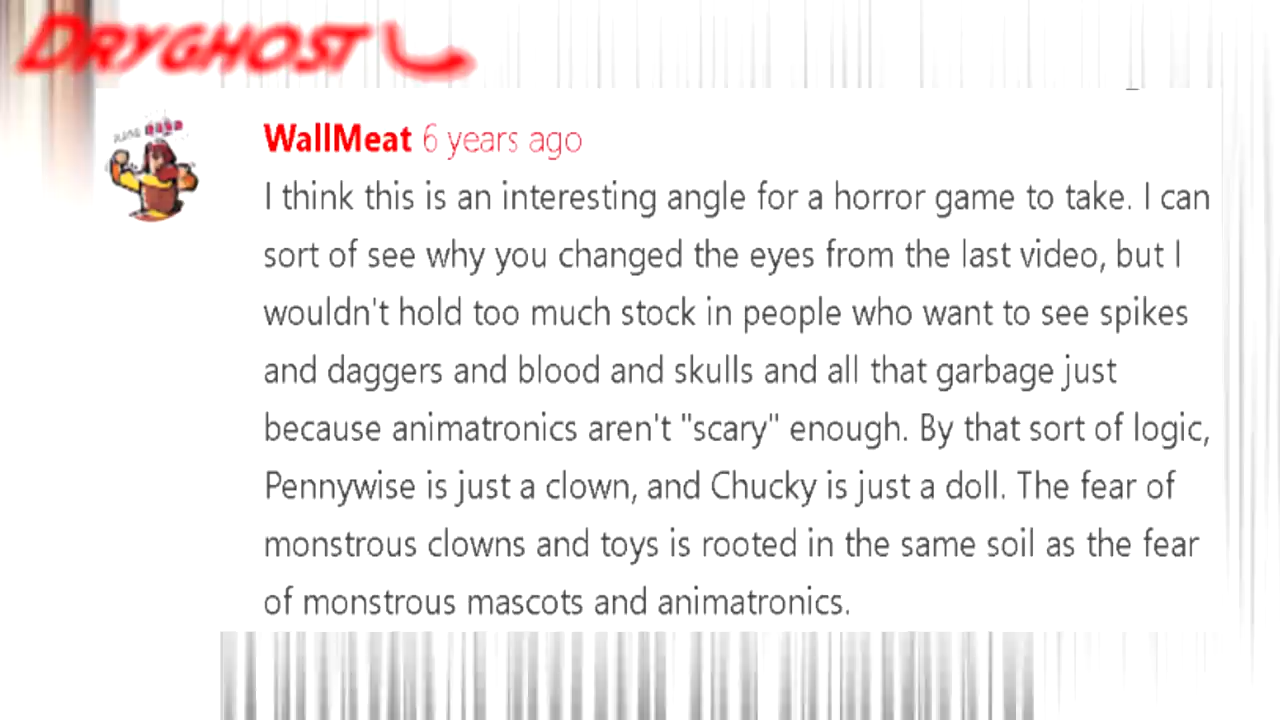 DRYGHOST
WallMeat 6 years ago
I think this is an interesting angle for a horror game to take. I can
sort of see why you changed the eyes from the last video, but I
wouldn't hold too much stock in people who want to see spikes
and daggers and blood and skulls and all that garbage just
because animatronics aren't "scary" enough. By that sort of logic,
Pennywise is just a clown, and Chucky is just a doll. The fear of
monstrous clowns and toys is rooted in the same soil as the fear
of monstrous mascots and animatronics.